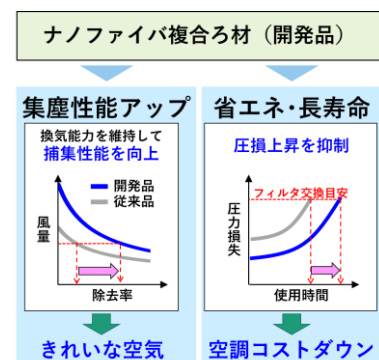 ナノファイバ複合ろ材（開発品）
集塵性能アップ
換気能力を維持して
捕集性能を向上
開発品
従来品
風量
除去率
きれいな空気
省エネ・長寿命
圧損上昇を抑制
フィルタ交換目安
圧力損失
使用時間
空調コストダウン